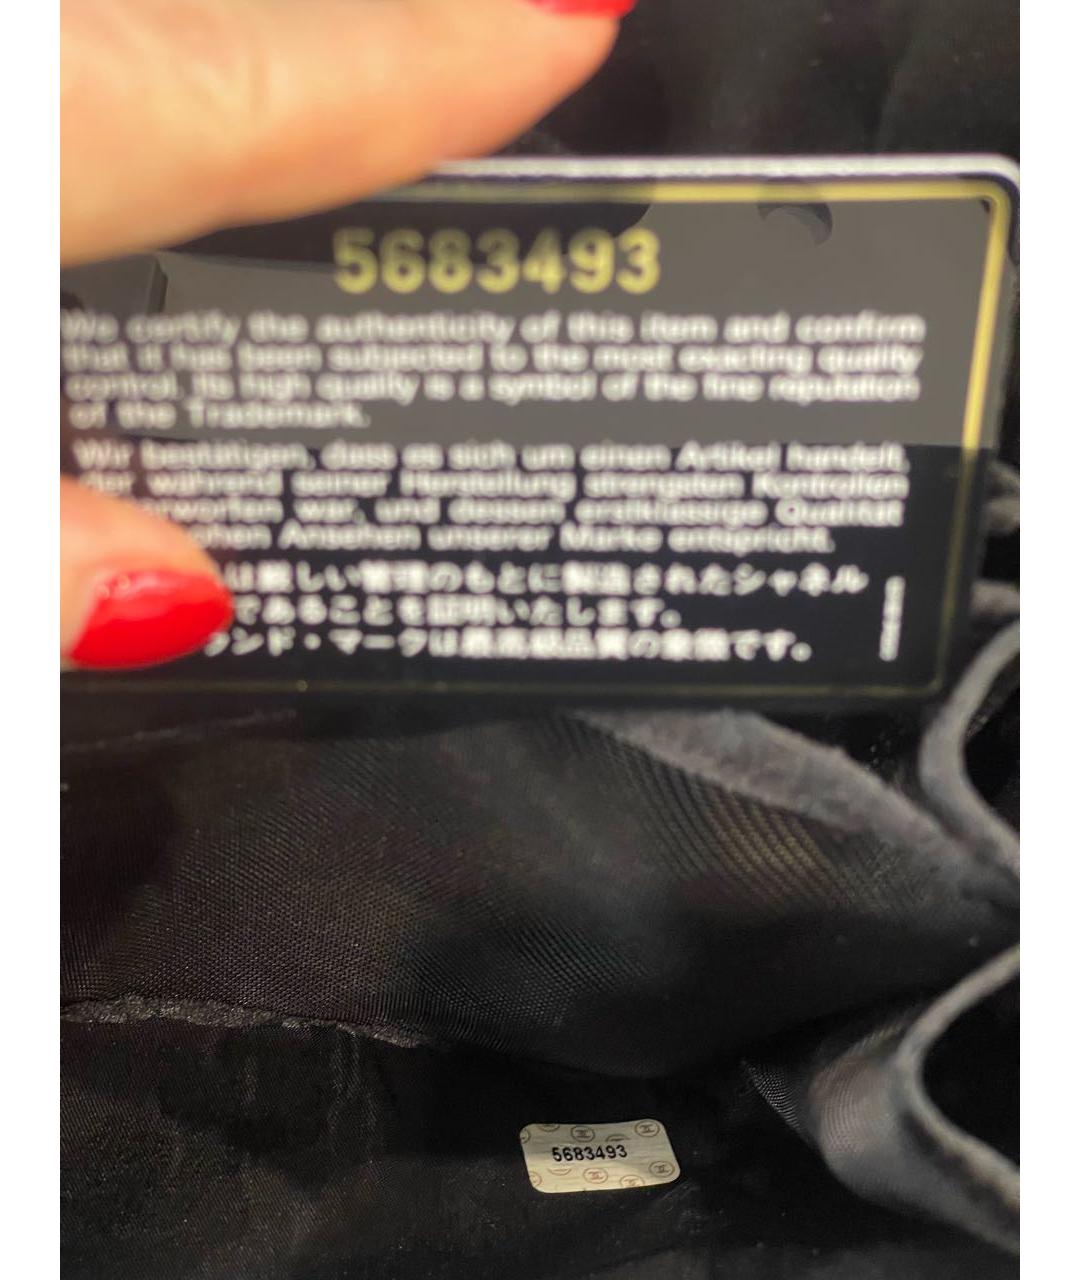 5683493
We certify the authenticity of this item and confirm
that it has been subjected to the most exacting quality
control. Its high quality is a symbol of the fine reputation
of the Trademark.
Wir bestätigen, dass es sich um einen Artikel handelt,
der während seiner Herstellung strengsten Kontrollen
worfen war, und dessen erstklassige Qualität
ohen Ansehen unserer Marke entspricht.
は厳しい管理のもとに製造されたシャネル
であることを証明いたします。
ランド・マークは最高級品質の象徴です。
5683493